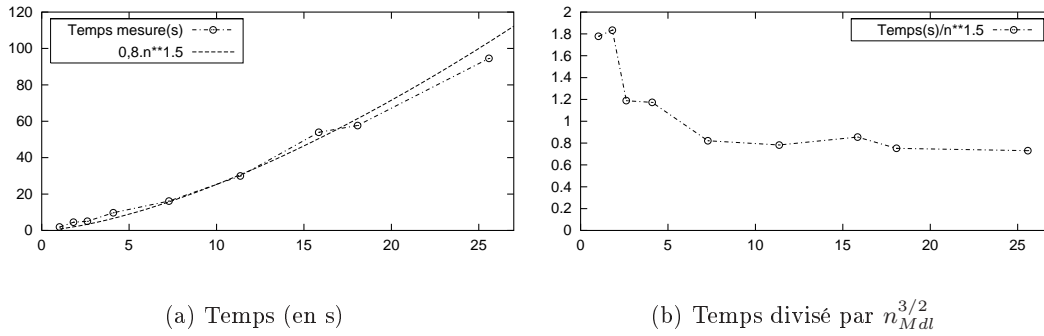 120
100
80
60
40
20
0
0 5 10 15 20 25
Temps mesure(s)
0,8.n**1.5
2
1.8
1.6
1.4
1.2
1
0.8
0.6
0.4
0.2
0
0 5 10 15 20 25
Temps(s)/n**1.5
(a) Temps (en s)
(b) Temps divisé par n_{Mdl}^{3/2}